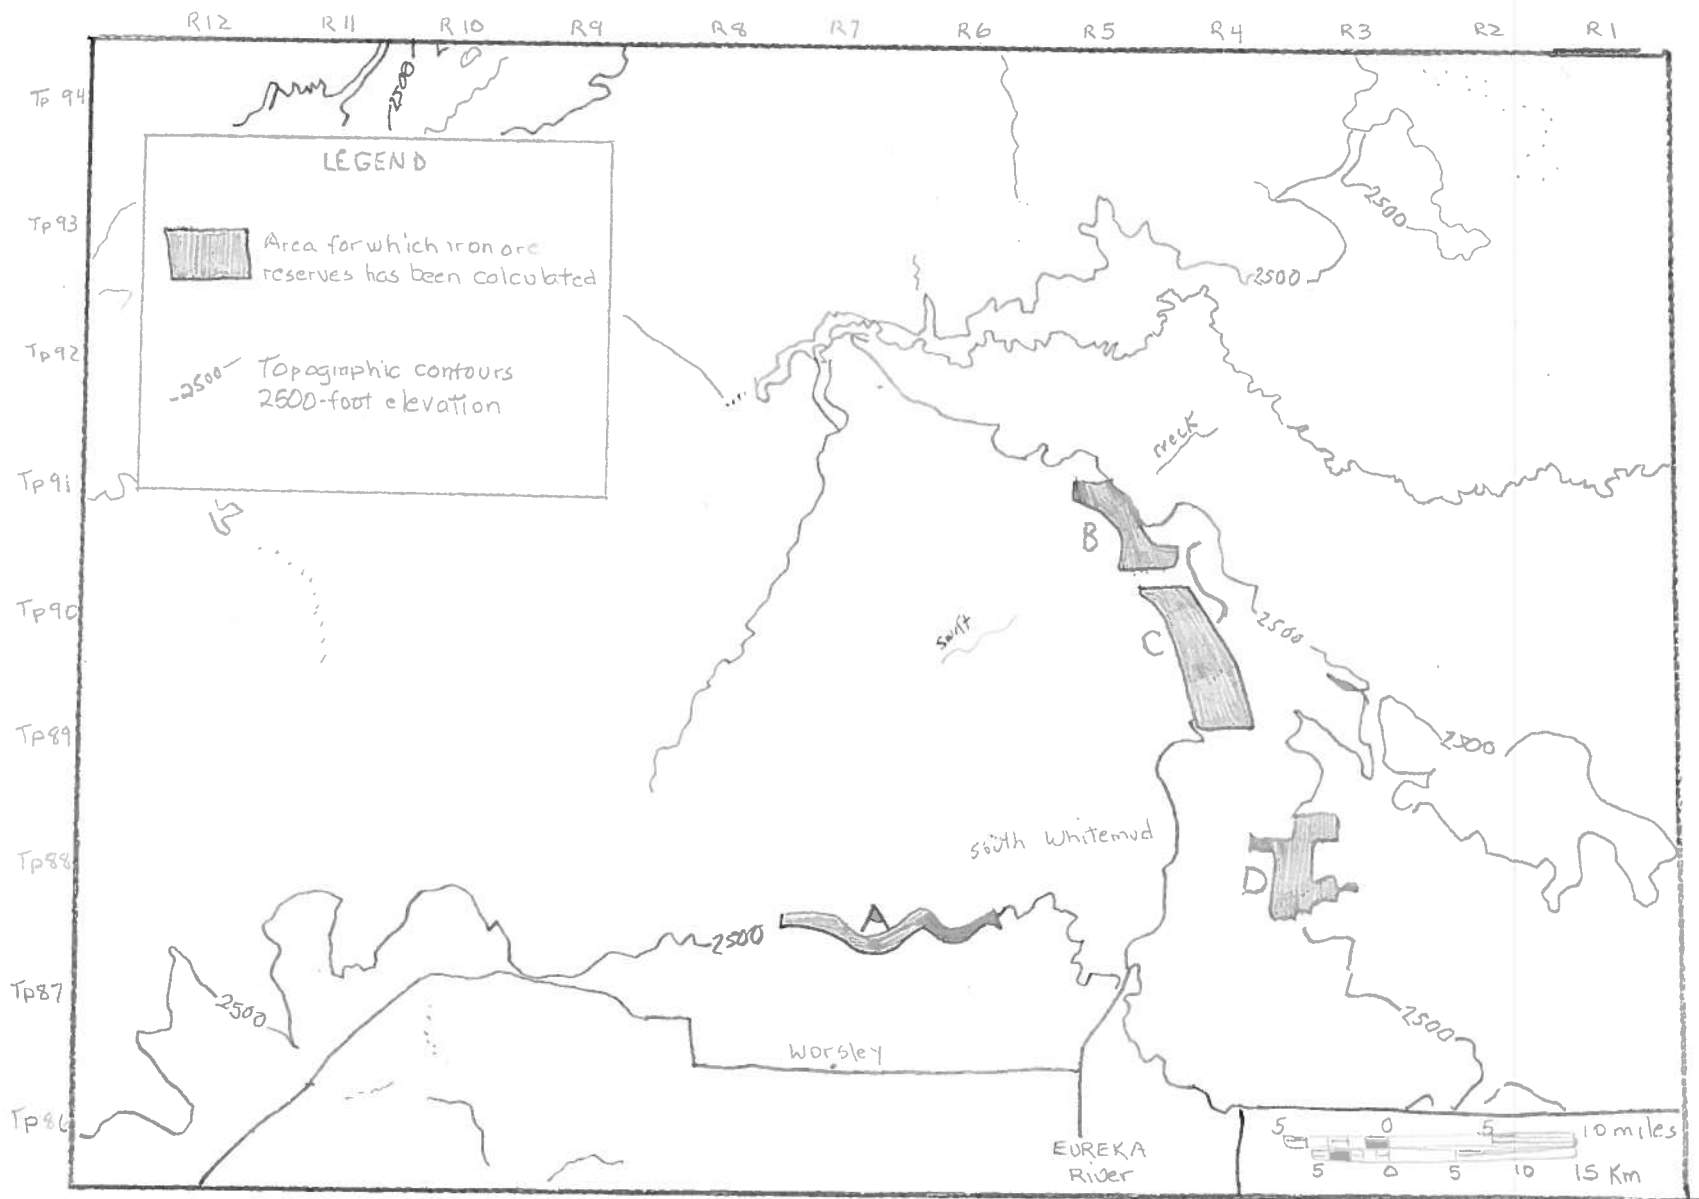 R12 R11 R10 R9 R8 R7 R6 R5 R4 R3 R2 R1
Tp 94
2500
LEGEND
Area for which iron ore
reserves has been calculated
2500
Topographic contours
2500-foot elevation
Tp 93
2500
2500
Tp 92
Tp 91
creek
B
Tp 90
2500
swift
C
Tp 89
2500
South Whitemud
Tp 88
D
A
2500
Tp 87
2500
2500
Worsley
Tp 86
EUREKA
River
5 0 5 10 miles
5 0 5 10 15 Km